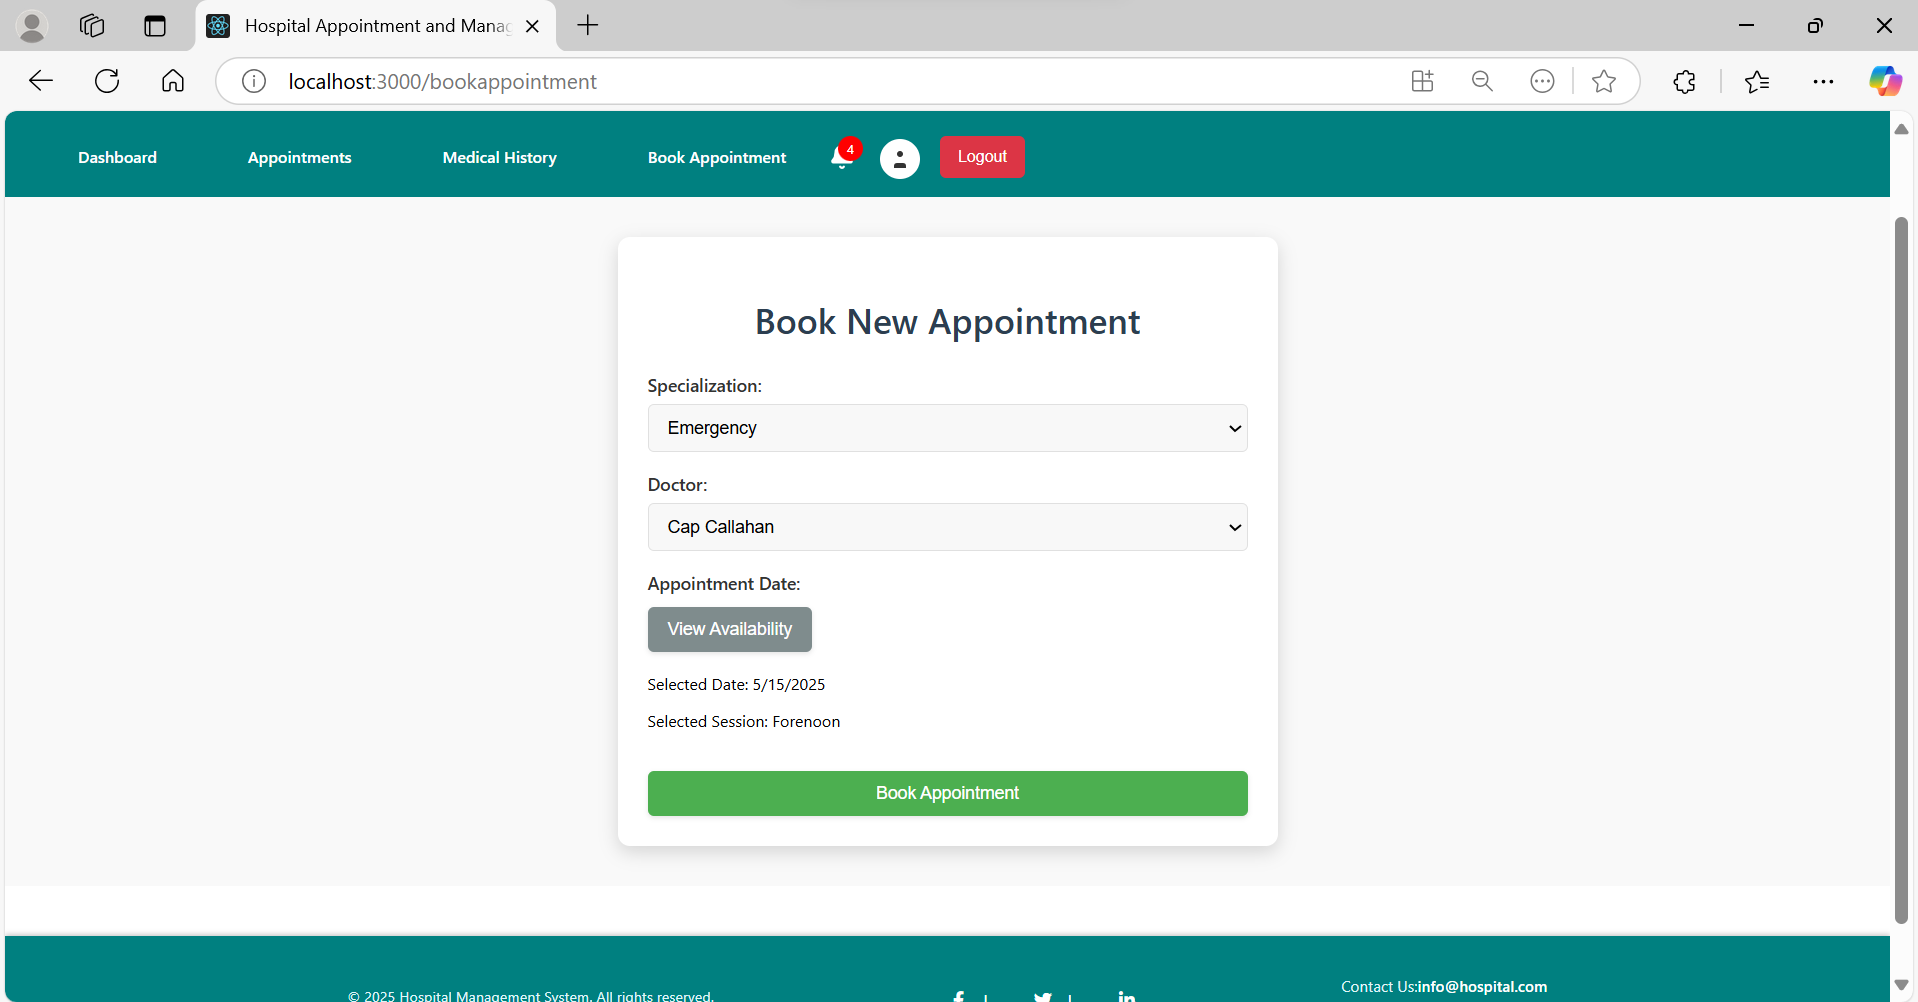 Hospital Appointment and Manag
localhost:3000/bookappointment
Dashboard
Appointments
Medical History
Book Appointment
4
Logout
Book New Appointment
Specialization:
Emergency
Doctor:
Cap Callahan
Appointment Date:
View Availability
Selected Date: 5/15/2025
Selected Session: Forenoon
Book Appointment
© 2025 Hospital Management System. All rights reserved.
|
|
Contact Us:info@hospital.com